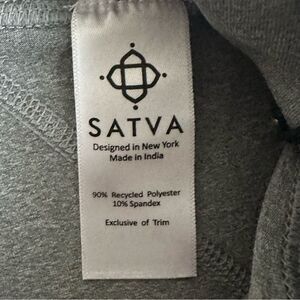 SATVA
Designed in New York
Made in India
90% Recycled Polyester
10% Spandex
Exclusive of Trim